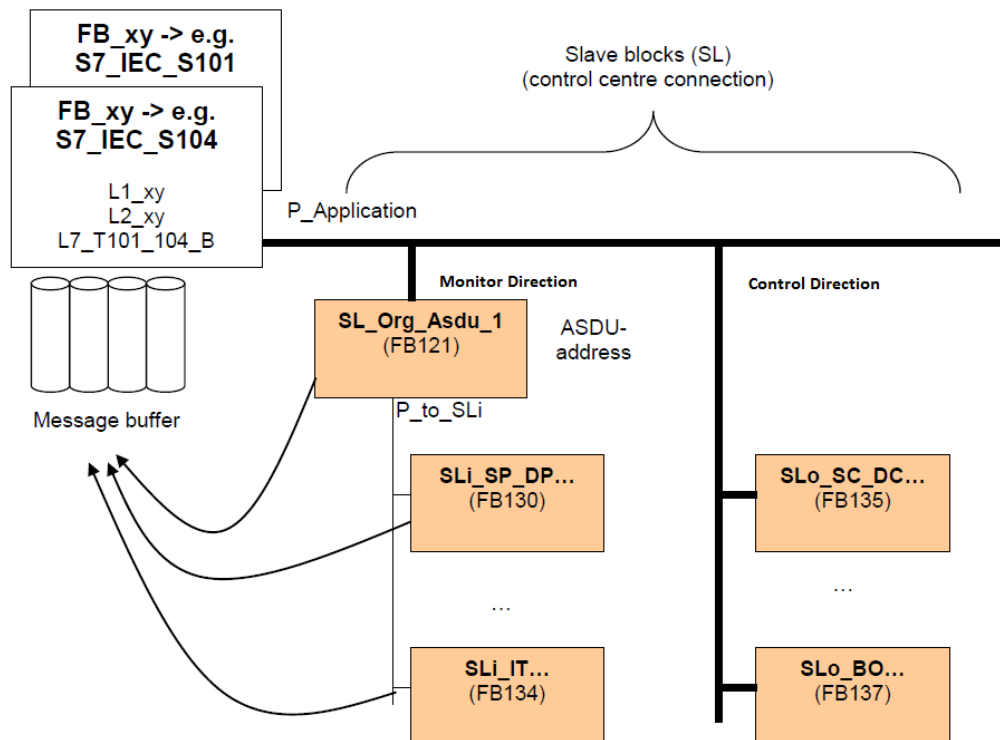 FB_xy -> e.g.
S7_IEC_S101
FB_xy -> e.g.
S7_IEC_S104
L1_xy
L2_xy
L7_T101_104_B
Slave blocks (SL)
(control centre connection)
P_Application
Monitor Direction
Control Direction
SL_Org_Asdu_1
(FB121)
ASDU-
address
Message buffer
P_to_SLi
SLi_SP_DP...
(FB130)
SLo_SC_DC...
(FB135)
...
...
SLi_IT...
(FB134)
SLo_BO...
(FB137)